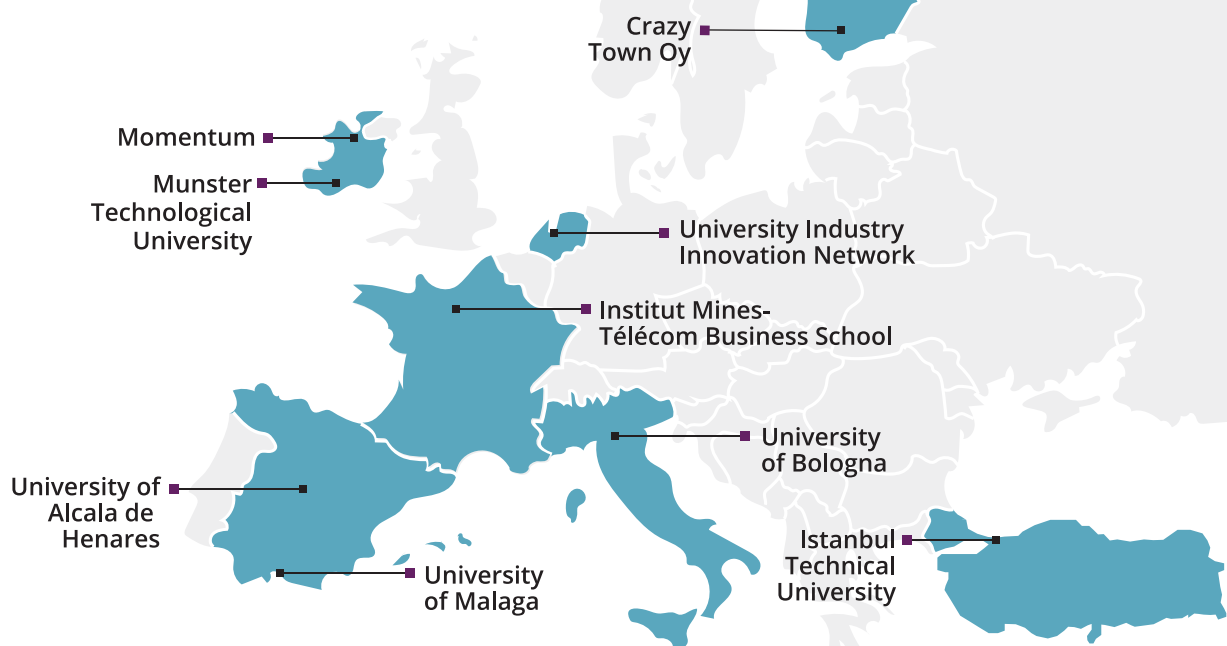 Crazy
Town Oy
Momentum
Munster
Technological
University
University Industry
Innovation Network
Institut Mines-
Télécom Business School
University
of Bologna
University of
Alcala de
Henares
Istanbul
Technical
University
University
of Malaga